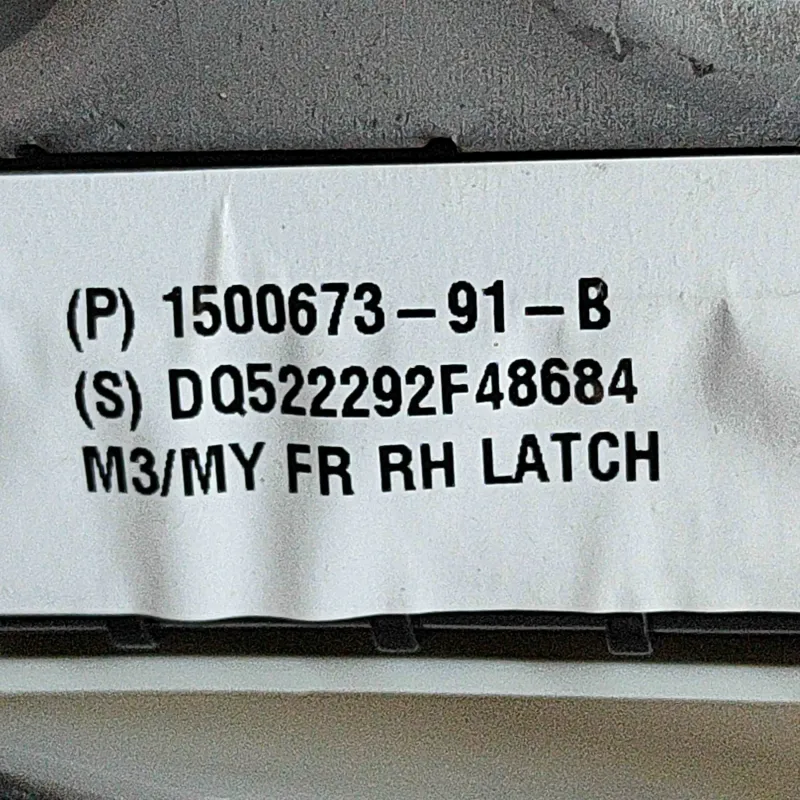 (P) 1500673-91-B
(S) DQ522292F48684
M3/MY FR RH LATCH